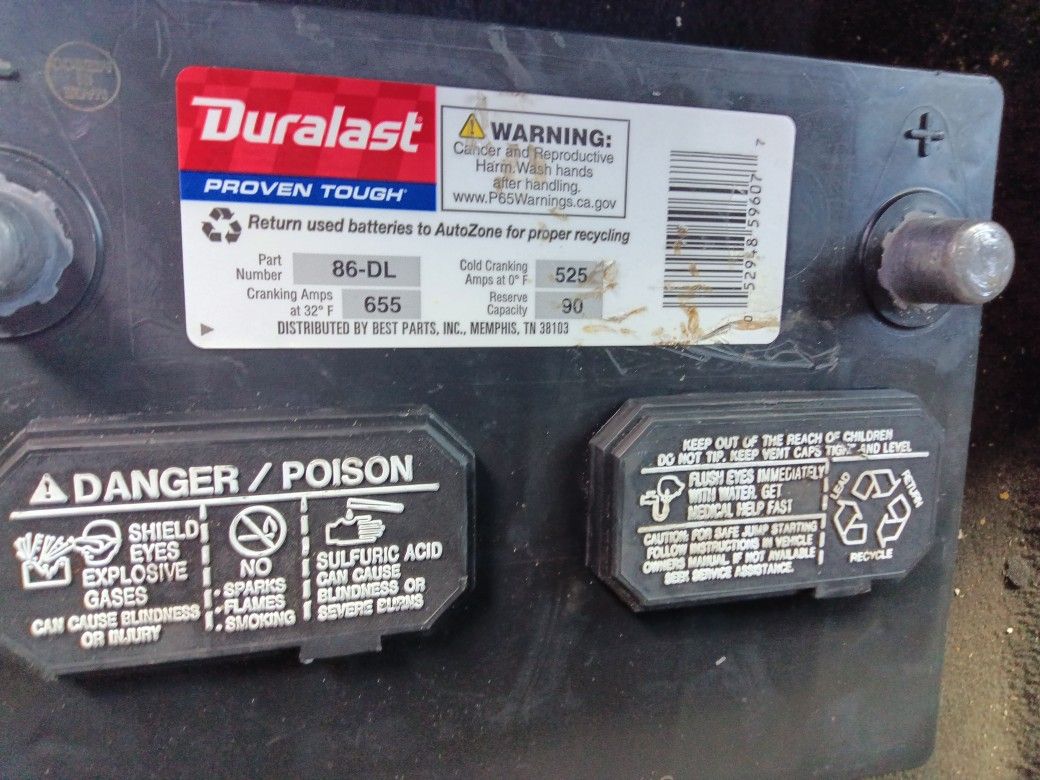 Duralast
PROVEN TOUGH
WARNING:
Cancer and Reproductive
Harm. Wash hands
after handling.
www.P65Warnings.ca.gov
Return used batteries to AutoZone for proper recycling
Part Number 86-DL
Cold Cranking Amps at 0° F 525
Cranking Amps at 32° F 655
Reserve Capacity 90
DISTRIBUTED BY BEST PARTS, INC., MEMPHIS, TN 38103
0 52948 59607 7
+
DANGER / POISON
SHIELD
EYES
EXPLOSIVE
GASES
CAN CAUSE BLINDNESS
OR INJURY
NO
• SPARKS
• FLAMES
• SMOKING
SULFURIC ACID
CAN CAUSE
BLINDNESS OR
SEVERE BURNS
KEEP OUT OF THE REACH OF CHILDREN
DO NOT TIP. KEEP VENT CAPS TIGHT AND LEVEL
FLUSH EYES IMMEDIATELY
WITH WATER. GET
MEDICAL HELP FAST
CAUTION: FOR SAFE JUMP STARTING
FOLLOW INSTRUCTIONS IN VEHICLE
OWNERS MANUAL. IF NOT AVAILABLE
SEEK SERVICE ASSISTANCE.
LEAD
RETURN
RECYCLE